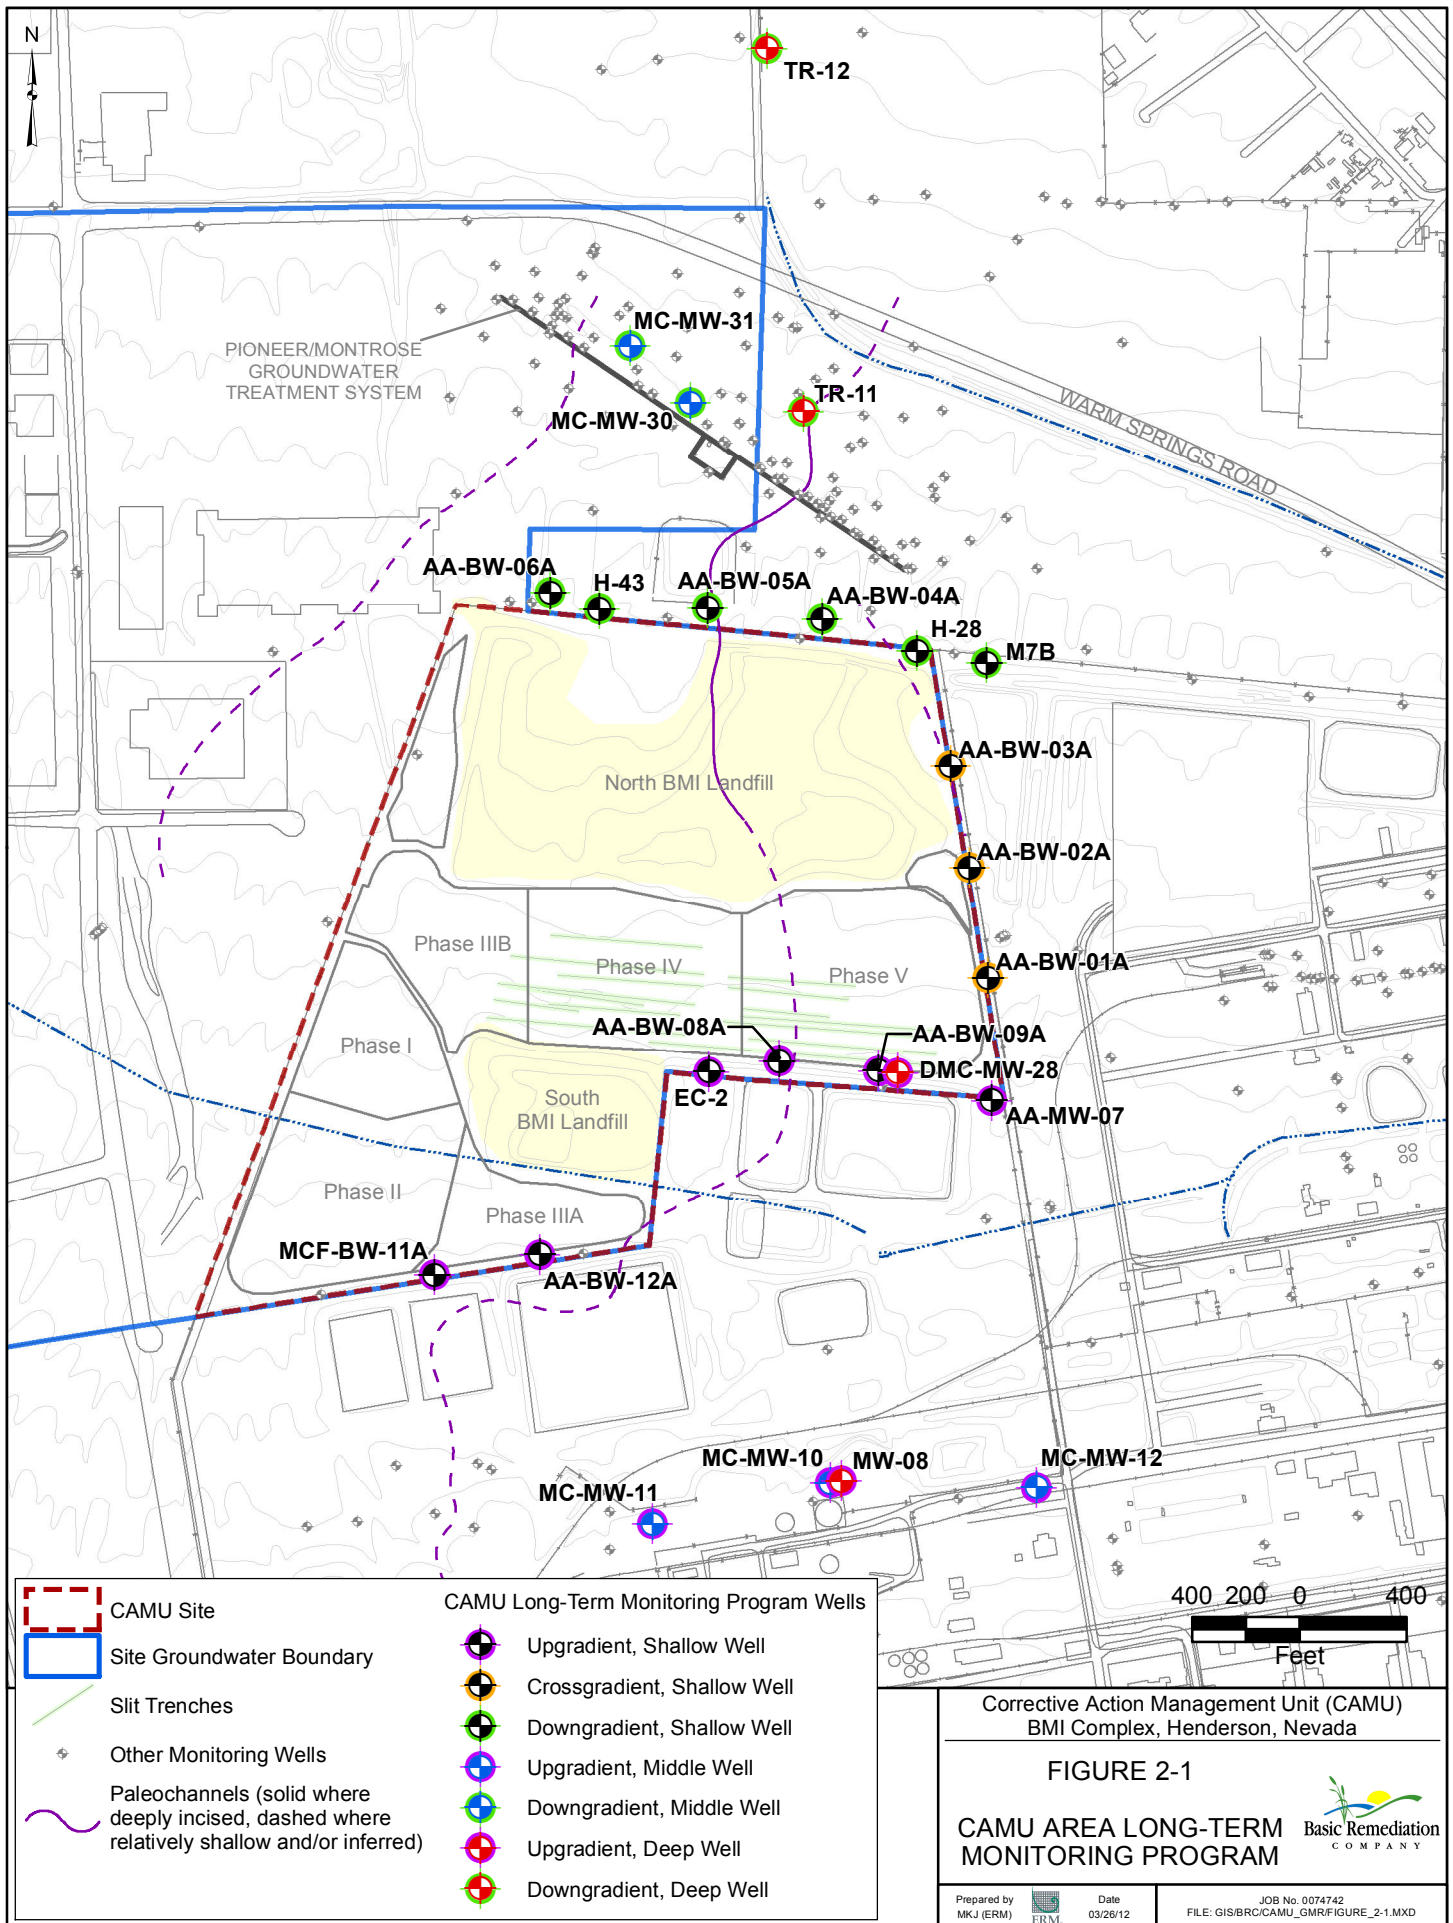 N
TR-12
MC-MW-31
PIONEER/MONTROSE
GROUNDWATER
TREATMENT SYSTEM
TR-11
MC-MW-30
WARM SPRINGS ROAD
AA-BW-06A
H-43
AA-BW-05A
AA-BW-04A
H-28
M7B
AA-BW-03A
North BMI Landfill
AA-BW-02A
Phase IIIB
Phase IV
Phase V
AA-BW-01A
AA-BW-08A
AA-BW-09A
Phase I
DMC-MW-28
EC-2
AA-MW-07
South
BMI Landfill
Phase II
Phase IIIA
MCF-BW-11A
AA-BW-12A
MC-MW-10
MW-08
MC-MW-12
MC-MW-11
CAMU Site
Site Groundwater Boundary
Slit Trenches
Other Monitoring Wells
Paleochannels (solid where
deeply incised, dashed where
relatively shallow and/or inferred)
CAMU Long-Term Monitoring Program Wells
Upgradient, Shallow Well
Crossgradient, Shallow Well
Downgradient, Shallow Well
Upgradient, Middle Well
Downgradient, Middle Well
Upgradient, Deep Well
Downgradient, Deep Well
400 200 0 400
Feet
Corrective Action Management Unit (CAMU)
BMI Complex, Henderson, Nevada
FIGURE 2-1
CAMU AREA LONG-TERM
MONITORING PROGRAM
Basic Remediation
COMPANY
Prepared by
MKJ (ERM)
ERM
Date
03/26/12
JOB No. 0074742
FILE: GIS/BRC/CAMU_GMR/FIGURE_2-1.MXD